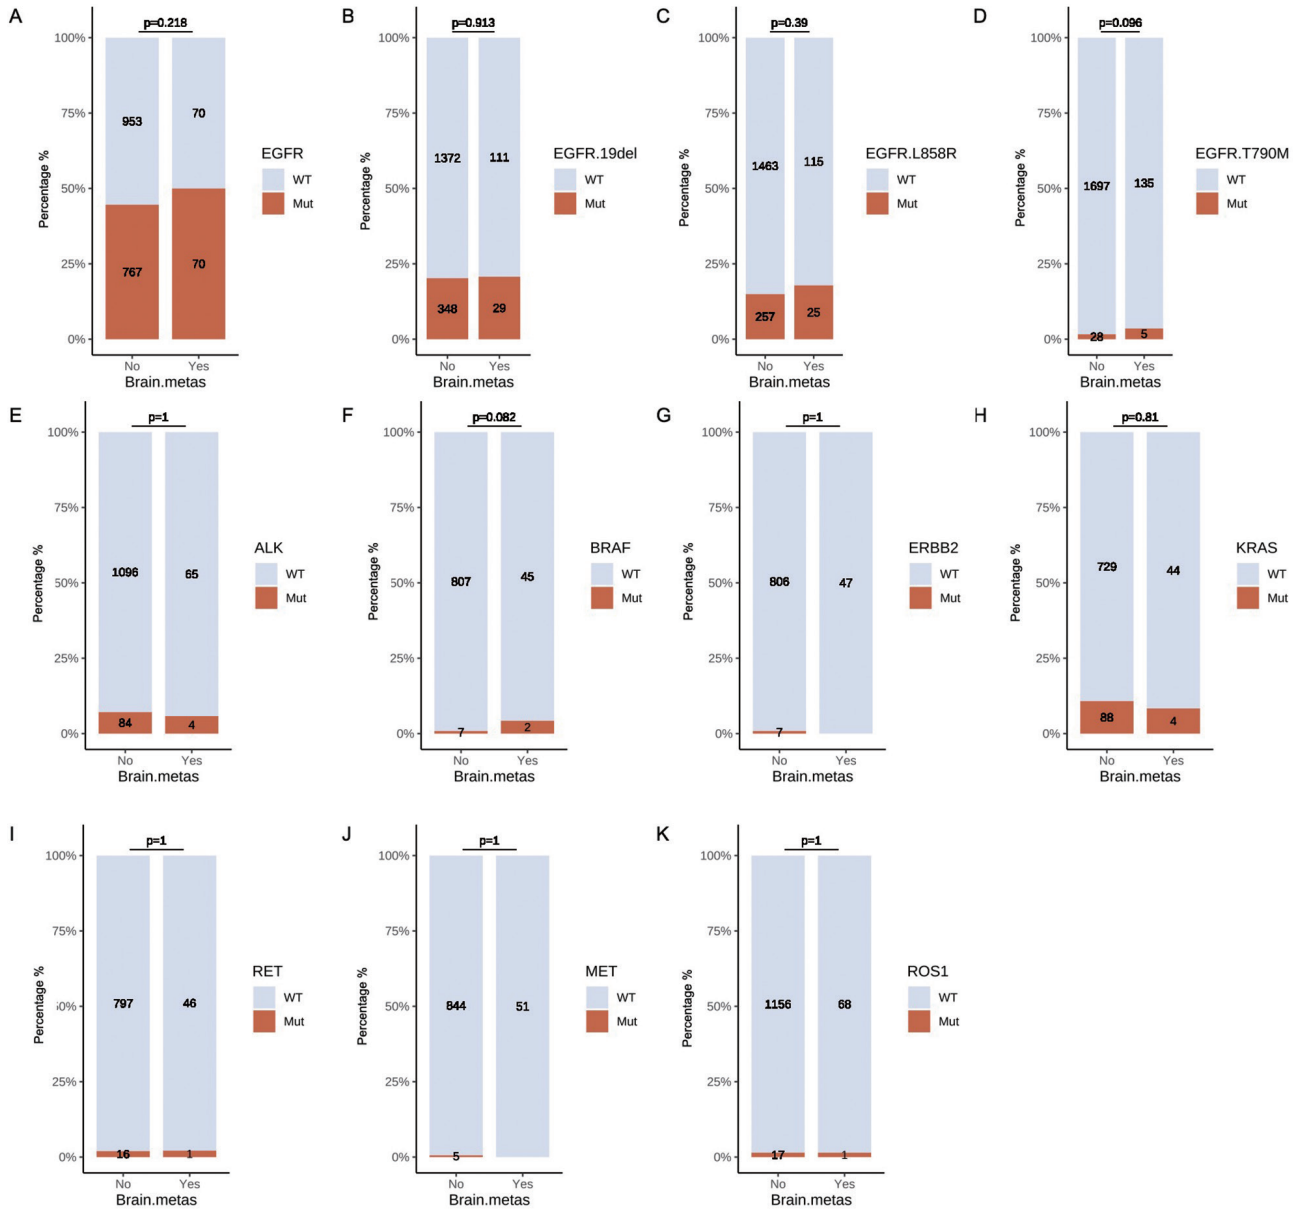 A
p=0.218
100%
75%
50%
25%
0%
Percentage %
953
70
767
70
No
Yes
Brain.metas
EGFR
WT
Mut
B
p=0.913
100%
75%
50%
25%
0%
Percentage %
1372
111
348
29
No
Yes
Brain.metas
EGFR.19del
WT
Mut
C
p=0.39
100%
75%
50%
25%
0%
Percentage %
1463
115
257
25
No
Yes
Brain.metas
EGFR.L858R
WT
Mut
D
p=0.096
100%
75%
50%
25%
0%
Percentage %
1697
135
28
5
No
Yes
Brain.metas
EGFR.T790M
WT
Mut
E
p=1
100%
75%
50%
25%
0%
Percentage %
1096
65
84
4
No
Yes
Brain.metas
ALK
WT
Mut
F
p=0.082
100%
75%
50%
25%
0%
Percentage %
807
45
7
2
No
Yes
Brain.metas
BRAF
WT
Mut
G
p=1
100%
75%
50%
25%
0%
Percentage %
806
47
7
No
Yes
Brain.metas
ERBB2
WT
Mut
H
p=0.81
100%
75%
50%
25%
0%
Percentage %
729
44
88
4
No
Yes
Brain.metas
KRAS
WT
Mut
I
p=1
100%
75%
50%
25%
0%
Percentage %
797
46
16
1
No
Yes
Brain.metas
RET
WT
Mut
J
p=1
100%
75%
50%
25%
0%
Percentage %
844
51
5
No
Yes
Brain.metas
MET
WT
Mut
K
p=1
100%
75%
50%
25%
0%
Percentage %
1156
68
17
1
No
Yes
Brain.metas
ROS1
WT
Mut